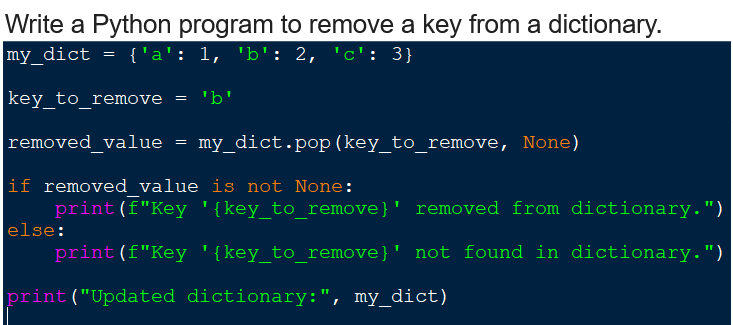 Write a Python program to remove a key from a dictionary.
my_dict = {'a': 1, 'b': 2, 'c': 3}
key_to_remove = 'b'
removed_value = my_dict.pop(key_to_remove, None)
if removed_value is not None:
    print(f"Key '{key_to_remove}' removed from dictionary.")
else:
    print(f"Key '{key_to_remove}' not found in dictionary.")
print("Updated dictionary:", my_dict)